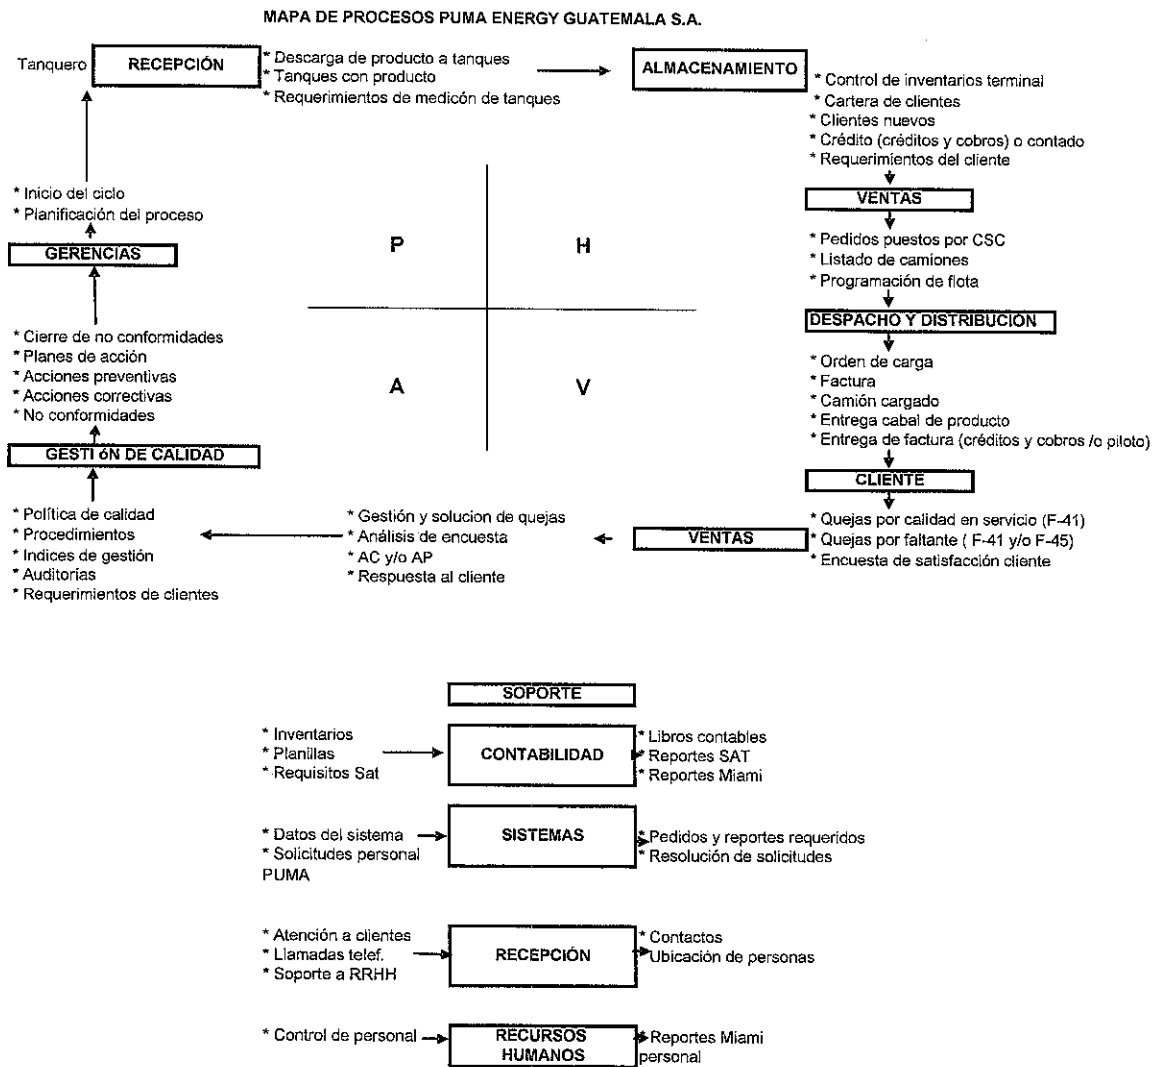 MAPA DE PROCESOS PUMA ENERGY GUATEMALA S.A.
Tanquero
RECEPCIÓN
* Descarga de producto a tanques
* Tanques con producto
* Requerimientos de medicón de tanques
ALMACENAMIENTO
* Control de inventarios terminal
* Cartera de clientes
* Clientes nuevos
* Crédito (créditos y cobros) o contado
* Requerimientos del cliente
VENTAS
* Pedidos puestos por CSC
* Listado de camiones
* Programación de flota
DESPACHO Y DISTRIBUCIÓN
* Orden de carga
* Factura
* Camión cargado
* Entrega cabal de producto
* Entrega de factura (créditos y cobros /o piloto)
CLIENTE
* Quejas por calidad en servicio (F-41)
* Quejas por faltante ( F-41 y/o F-45)
* Encuesta de satisfacción cliente
VENTAS
* Gestión y solucion de quejas
* Análisis de encuesta
* AC y/o AP
* Respuesta al cliente
* Política de calidad
* Procedimientos
* Indices de gestión
* Auditorías
* Requerimientos de clientes
GESTI óN DE CALIDAD
* Cierre de no conformidades
* Planes de acción
* Acciones preventivas
* Acciones correctivas
* No conformidades
GERENCIAS
* Inicio del ciclo
* Planificación del proceso
P
H
A
V
SOPORTE
* Inventarios
* Planillas
* Requisitos Sat
CONTABILIDAD
* Libros contables
* Reportes SAT
* Reportes Miami
* Datos del sistema
* Solicitudes personal
PUMA
SISTEMAS
* Pedidos y reportes requeridos
* Resolución de solicitudes
* Atención a clientes
* Llamadas telef.
* Soporte a RRHH
RECEPCIÓN
* Contactos
* Ubicación de personas
* Control de personal
RECURSOS
HUMANOS
* Reportes Miami
personal